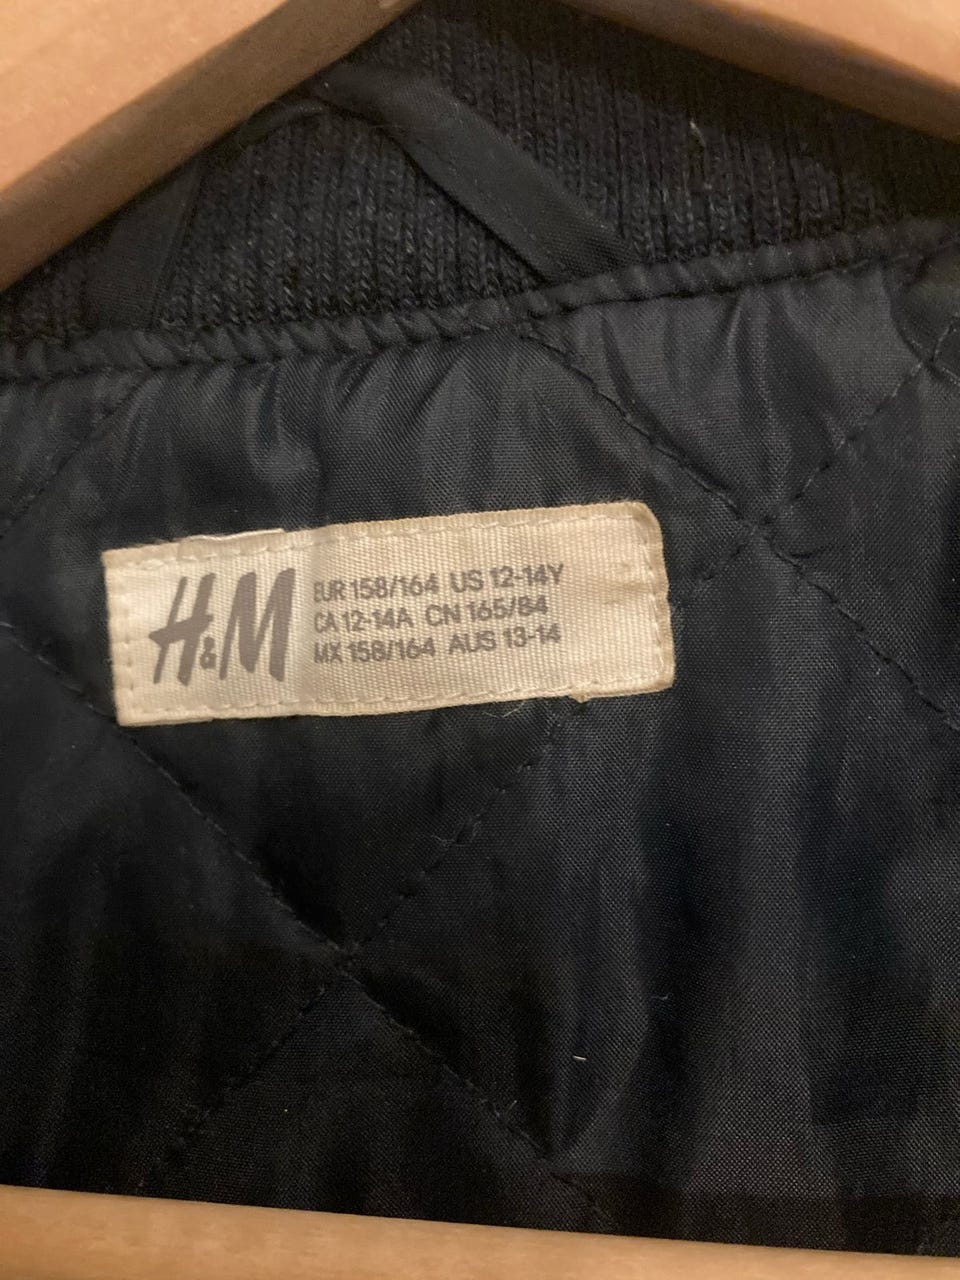 H&M
EUR 158/164 US 12-14Y
CA 12-14A CN 165/84
MX 158/164 AUS 13-14